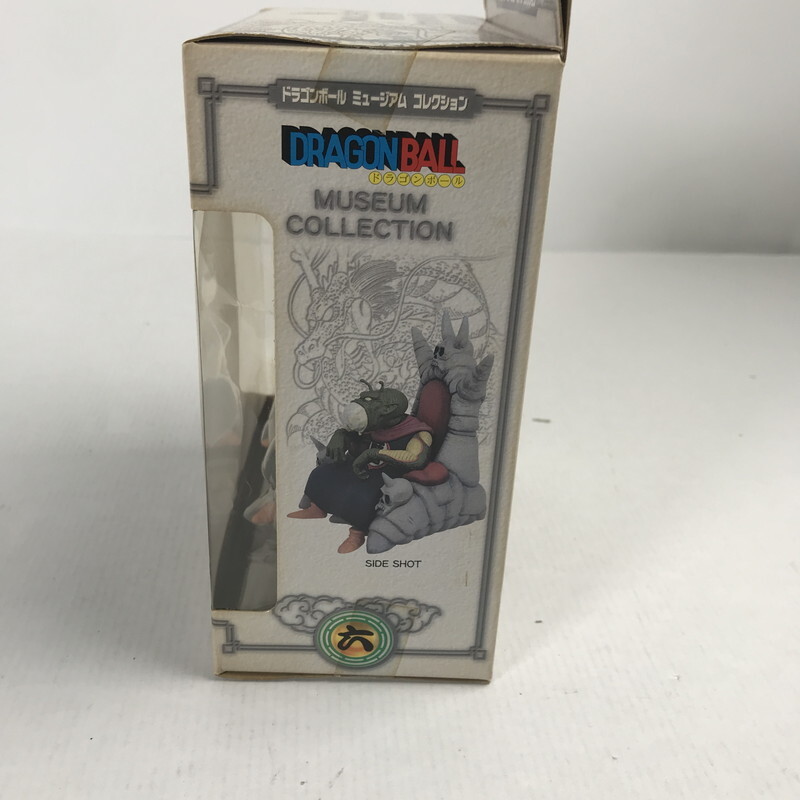 ドラゴンボール ミュージアム コレクション
DRAGONBALL
ドラゴンボール
MUSEUM
COLLECTION
SIDE SHOT
六